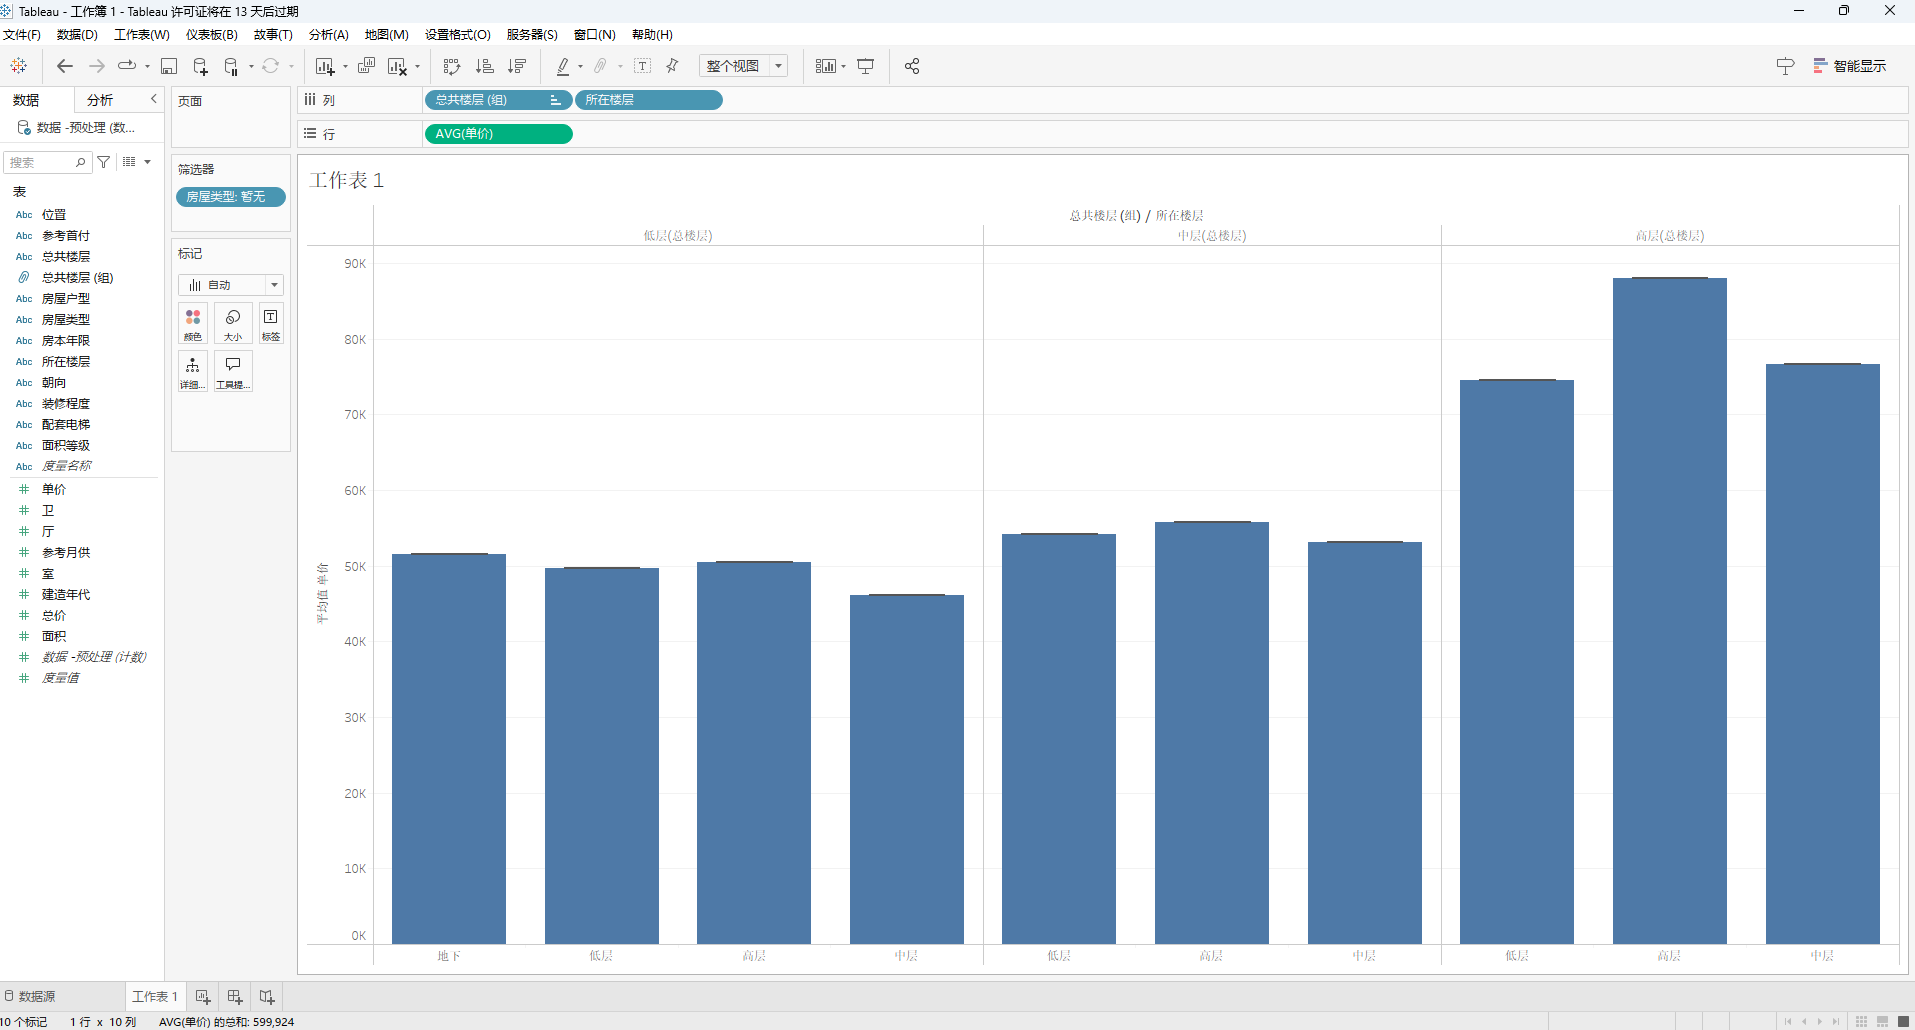 Tableau - 工作簿 1 - Tableau 许可证将在 13 天后过期
文件(F) 数据(D) 工作表(W) 仪表板(B) 故事(T) 分析(A) 地图(M) 设置格式(O) 服务器(S) 窗口(N) 帮助(H)
整个视图
智能显示
数据 分析
数据 -预处理 (数...
搜索
表
Abc 位置
Abc 参考首付
Abc 总共楼层
总共楼层 (组)
Abc 房屋户型
Abc 房屋类型
Abc 房本年限
Abc 所在楼层
Abc 朝向
Abc 装修程度
Abc 配套电梯
Abc 面积等级
Abc 度量名称
单价
卫
厅
参考月供
室
建造年代
总价
面积
数据 -预处理 (计数)
度量值
页面
筛选器
房屋类型: 暂无
标记
自动
颜色 大小 标签
详细... 工具提...
列 总共楼层 (组) 所在楼层
行 AVG(单价)
工作表 1
总共楼层 (组) / 所在楼层
低层(总楼层) 中层(总楼层) 高层(总楼层)
90K
80K
70K
60K
50K
40K
30K
20K
10K
0K
平均值 单价
地下 低层 高层 中层 低层 高层 中层 低层 高层 中层
数据源 工作表 1
10 个标记 1 行 x 10 列 AVG(单价) 的总和: 599,924